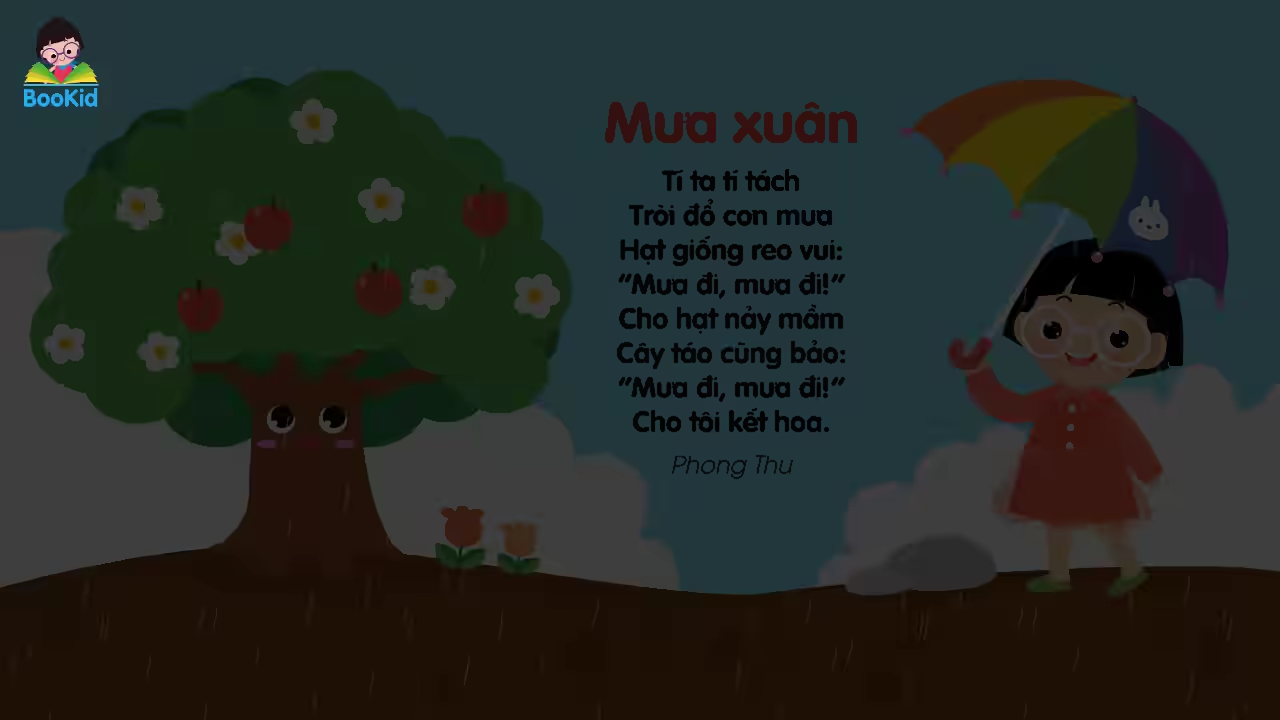 BooKid
Mưa xuân
Tí ta tí tách
Trời đổ cơn mưa
Hạt giống reo vui:
“Mưa đi, mưa đi!”
Cho hạt nảy mầm
Cây táo cũng bảo:
“Mưa đi, mưa đi!”
Cho tôi kết hoa.
Phong Thu